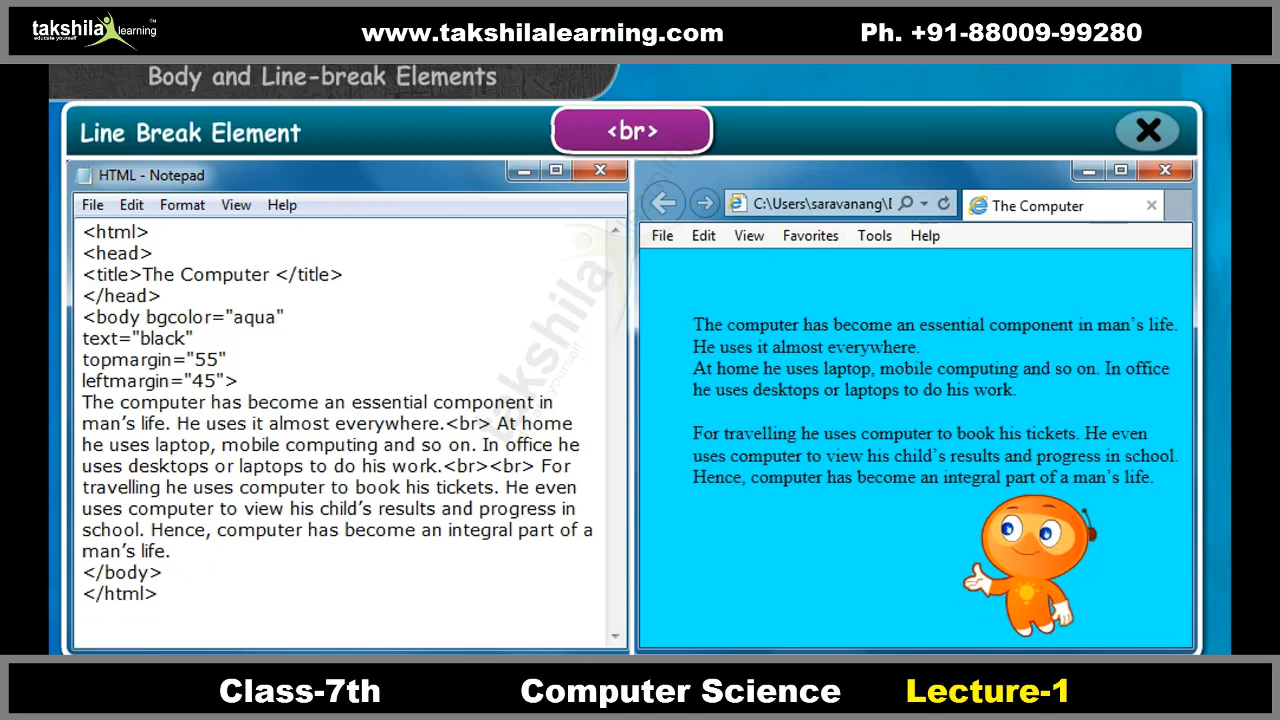 takshila learning
educate yourself
www.takshilalearning.com
Ph. +91-88009-99280
Body and Line-break Elements
Line Break Element
<br>
HTML - Notepad
File Edit Format View Help
<html>
<head>
<title>The Computer </title>
</head>
<body bgcolor="aqua"
text="black"
topmargin="55"
leftmargin="45">
The computer has become an essential component in
man's life. He uses it almost everywhere.<br> At home
he uses laptop, mobile computing and so on. In office he
uses desktops or laptops to do his work.<br><br> For
travelling he uses computer to book his tickets. He even
uses computer to view his child's results and progress in
school. Hence, computer has become an integral part of a
man's life.
</body>
</html>
takshila
yourself
C:\Users\saravanang\
The Computer
File Edit View Favorites Tools Help
The computer has become an essential component in man's life.
He uses it almost everywhere.
At home he uses laptop, mobile computing and so on. In office
he uses desktops or laptops to do his work.
For travelling he uses computer to book his tickets. He even
uses computer to view his child's results and progress in school.
Hence, computer has become an integral part of a man's life.
Class-7th
Computer Science
Lecture-1